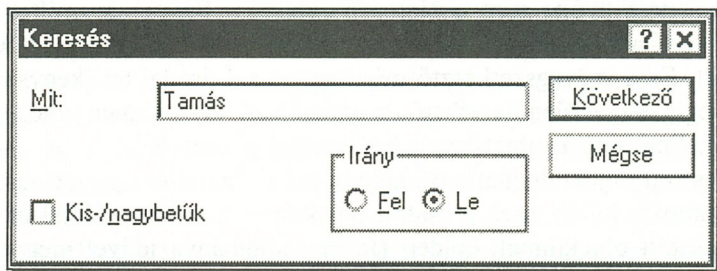 Keresés
Mit: Tamás Következő
Mégse
Irány
Fel Le
Kis-/nagybetűk